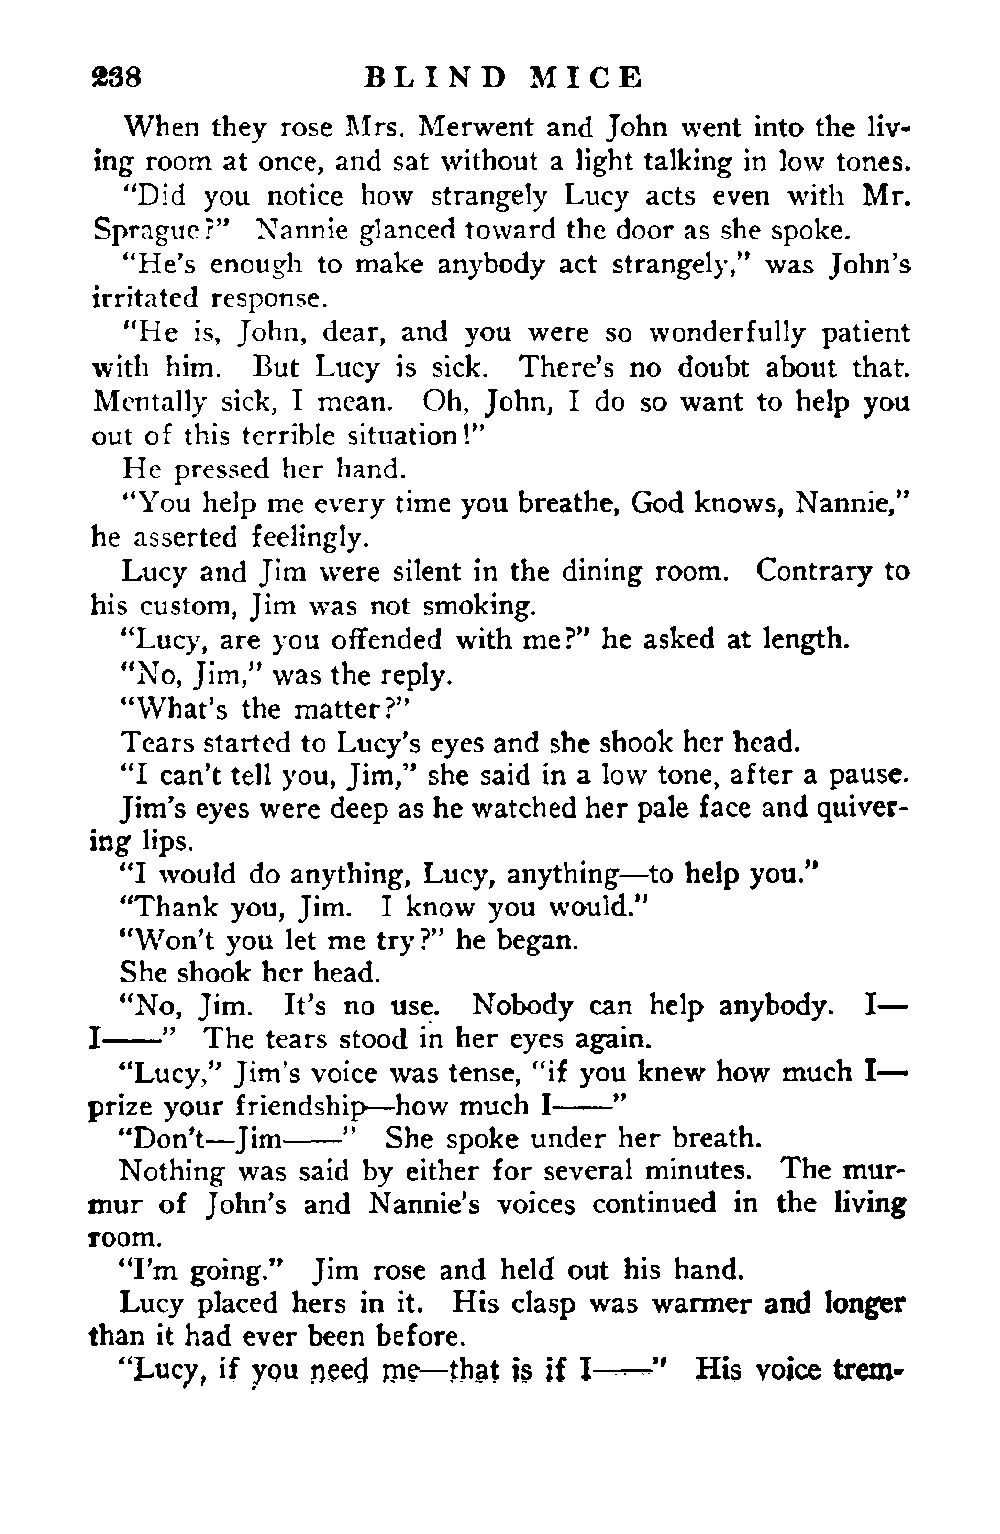 238 BLIND MICE
When they rose Mrs. Merwent and John went into the liv-
ing room at once, and sat without a light talking in low tones.
“Did you notice how strangely Lucy acts even with Mr.
Sprague?” Nannie glanced toward the door as she spoke.
“He’s enough to make anybody act strangely,” was John’s
irritated response.
“He is, John, dear, and you were so wonderfully patient
with him. But Lucy is sick. There’s no doubt about that.
Mentally sick, I mean. Oh, John, I do so want to help you
out of this terrible situation!”
He pressed her hand.
“You help me every time you breathe, God knows, Nannie,”
he asserted feelingly.
Lucy and Jim were silent in the dining room. Contrary to
his custom, Jim was not smoking.
“Lucy, are you offended with me?” he asked at length.
“No, Jim,” was the reply.
“What’s the matter?”
Tears started to Lucy’s eyes and she shook her head.
“I can’t tell you, Jim,” she said in a low tone, after a pause.
Jim’s eyes were deep as he watched her pale face and quiver-
ing lips.
“I would do anything, Lucy, anything—to help you.”
“Thank you, Jim. I know you would.”
“Won’t you let me try?” he began.
She shook her head.
“No, Jim. It’s no use. Nobody can help anybody. I—
I——” The tears stood in her eyes again.
“Lucy,” Jim’s voice was tense, “if you knew how much I—
prize your friendship—how much I——”
“Don’t—Jim——” She spoke under her breath.
Nothing was said by either for several minutes. The mur-
mur of John’s and Nannie’s voices continued in the living
room.
“I’m going.” Jim rose and held out his hand.
Lucy placed hers in it. His clasp was warmer and longer
than it had ever been before.
“Lucy, if you need me—that is if I——” His voice trem-